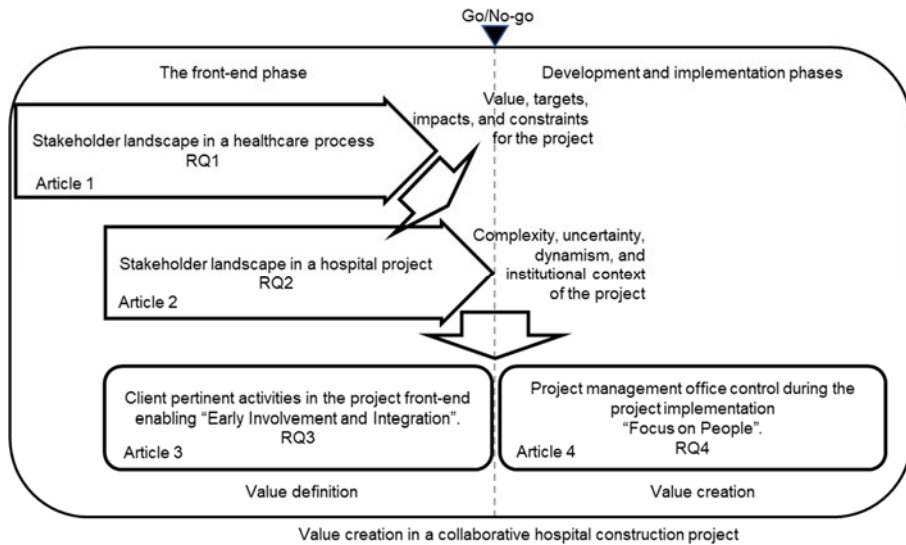 Go/No-go
The front-end phase
Development and implementation phases
Stakeholder landscape in a healthcare process
RQ1
Article 1
Value, targets,
impacts, and constraints
for the project
Stakeholder landscape in a hospital project
RQ2
Article 2
Complexity, uncertainty,
dynamism, and
institutional context
of the project
Client pertinent activities in the project front-end
enabling “Early Involvement and Integration”.
RQ3
Article 3
Project management office control during the
project implementation
“Focus on People”.
RQ4
Article 4
Value definition
Value creation
Value creation in a collaborative hospital construction project